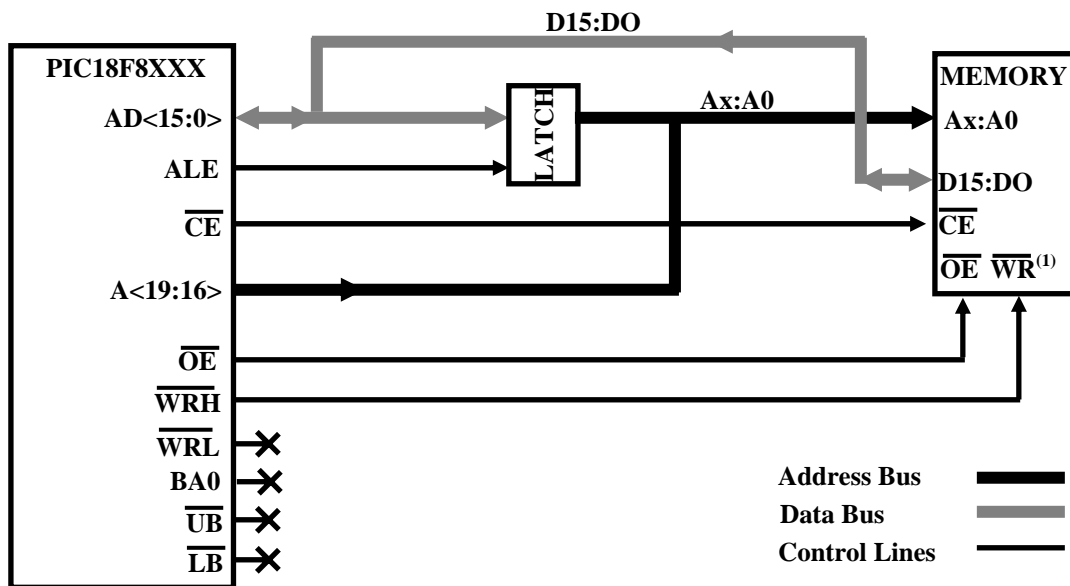 D15:DO
PIC18F8XXX
AD<15:0>
ALE
CE
A<19:16>
OE
WRH
WRL
BA0
UB
LB
LATCH
Ax:A0
MEMORY
Ax:A0
D15:DO
CE
OE WR(1)
Address Bus
Data Bus
Control Lines